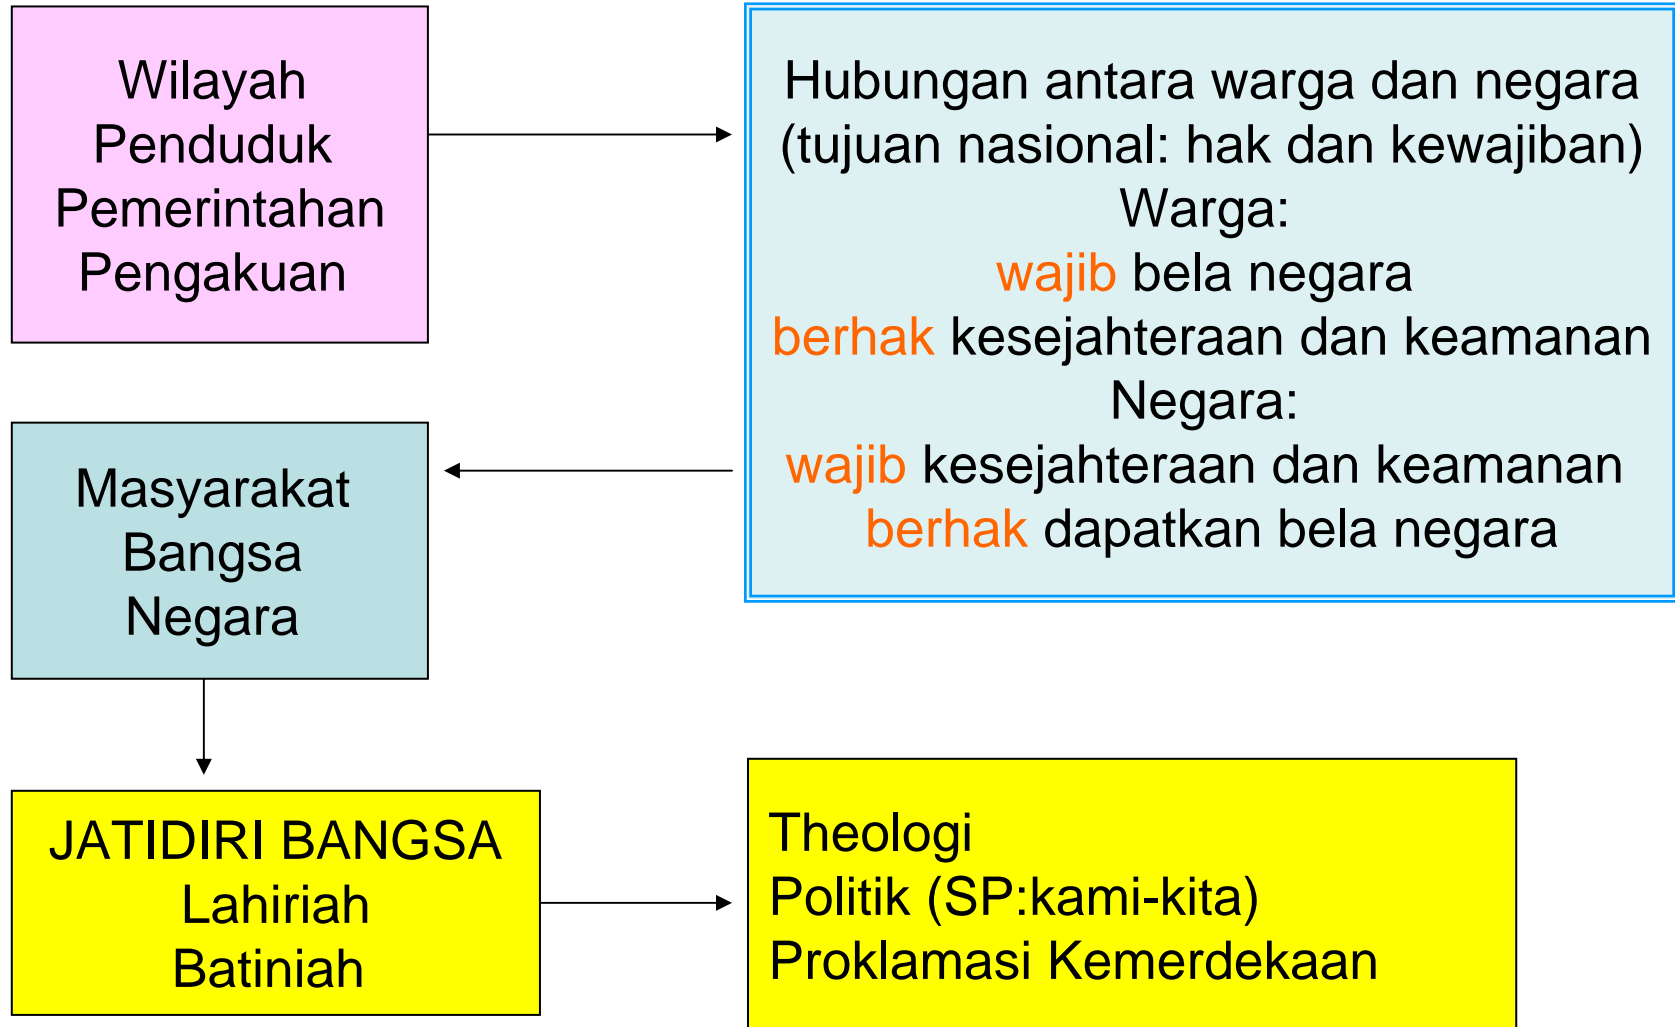 Wilayah
Penduduk
Pemerintahan
Pengakuan
Hubungan antara warga dan negara
(tujuan nasional: hak dan kewajiban)
Warga:
wajib bela negara
berhak kesejahteraan dan keamanan
Negara:
wajib kesejahteraan dan keamanan
berhak dapatkan bela negara
Masyarakat
Bangsa
Negara
JATIDIRI BANGSA
Lahiriah
Batiniah
Theologi
Politik (SP:kami-kita)
Proklamasi Kemerdekaan